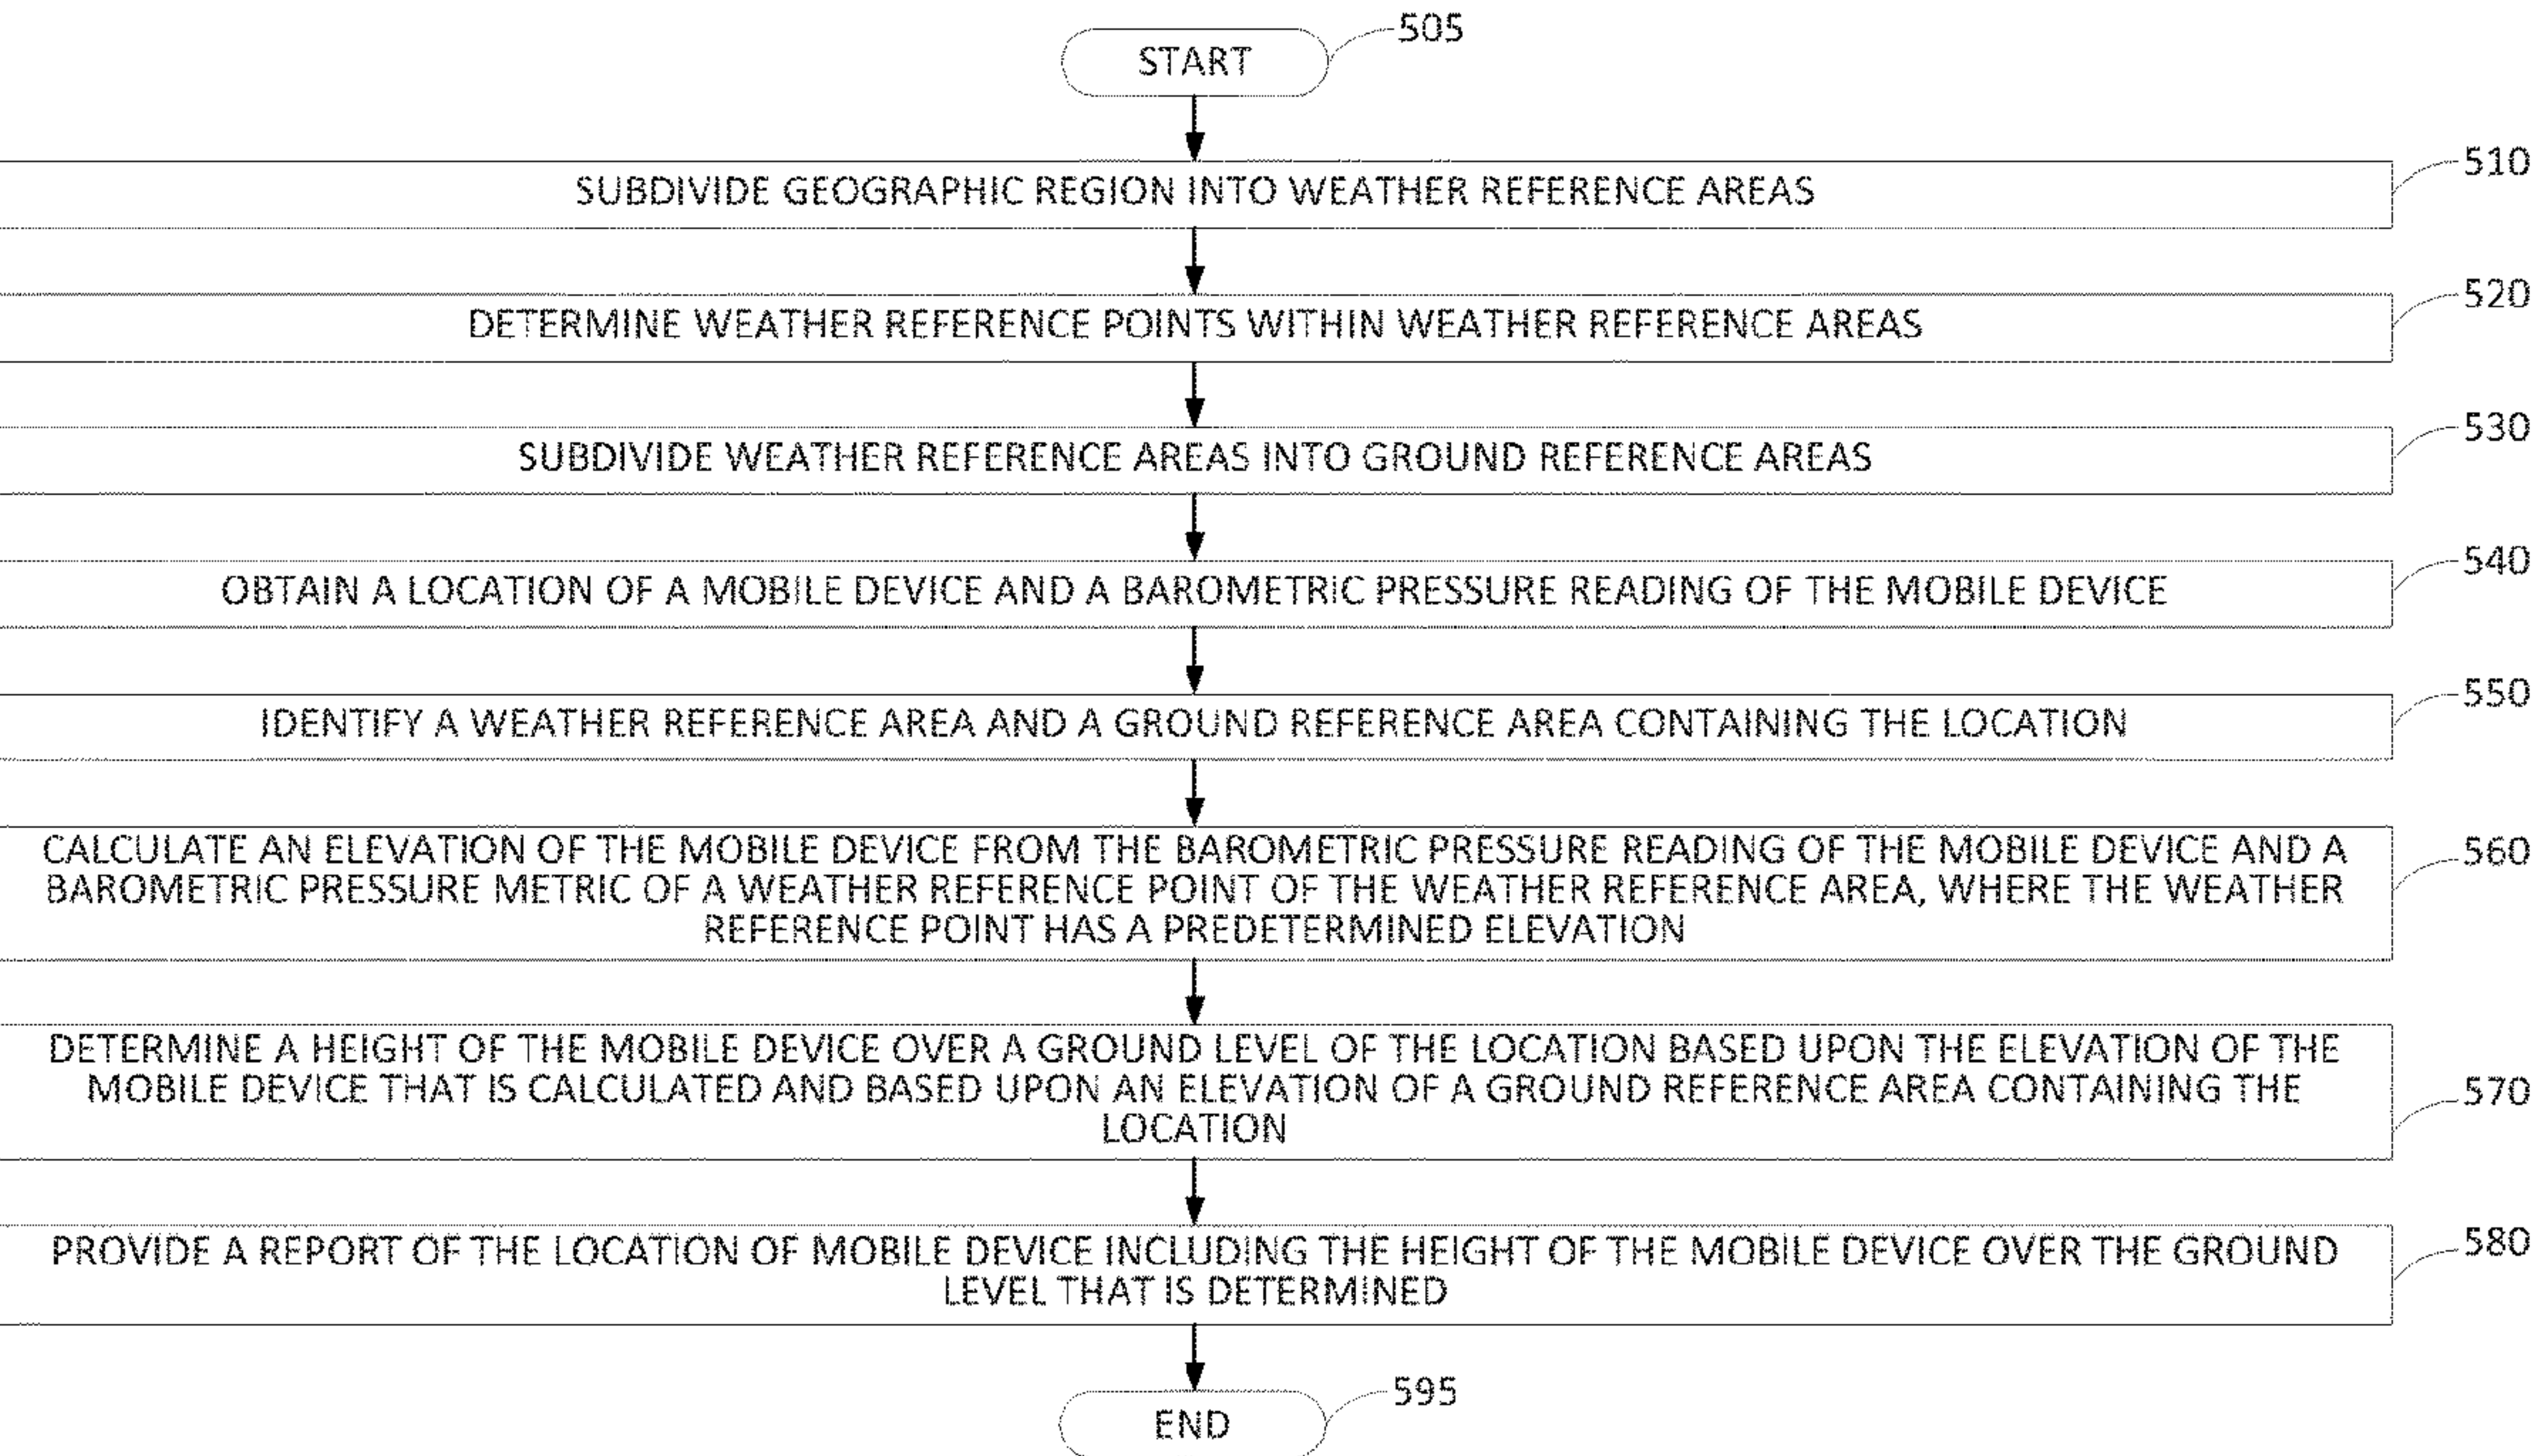 START
505
SUBDIVIDE GEOGRAPHIC REGION INTO WEATHER REFERENCE AREAS
510
DETERMINE WEATHER REFERENCE POINTS WITHIN WEATHER REFERENCE AREAS
520
SUBDIVIDE WEATHER REFERENCE AREAS INTO GROUND REFERENCE AREAS
530
OBTAIN A LOCATION OF A MOBILE DEVICE AND A BAROMETRIC PRESSURE READING OF THE MOBILE DEVICE
540
IDENTIFY A WEATHER REFERENCE AREA AND A GROUND REFERENCE AREA CONTAINING THE LOCATION
550
CALCULATE AN ELEVATION OF THE MOBILE DEVICE FROM THE BAROMETRIC PRESSURE READING OF THE MOBILE DEVICE AND A
BAROMETRIC PRESSURE METRIC OF A WEATHER REFERENCE POINT OF THE WEATHER REFERENCE AREA, WHERE THE WEATHER
REFERENCE POINT HAS A PREDETERMINED ELEVATION
560
DETERMINE A HEIGHT OF THE MOBILE DEVICE OVER A GROUND LEVEL OF THE LOCATION BASED UPON THE ELEVATION OF THE
MOBILE DEVICE THAT IS CALCULATED AND BASED UPON AN ELEVATION OF A GROUND REFERENCE AREA CONTAINING THE
LOCATION
570
PROVIDE A REPORT OF THE LOCATION OF MOBILE DEVICE INCLUDING THE HEIGHT OF THE MOBILE DEVICE OVER THE GROUND
LEVEL THAT IS DETERMINED
580
END
595